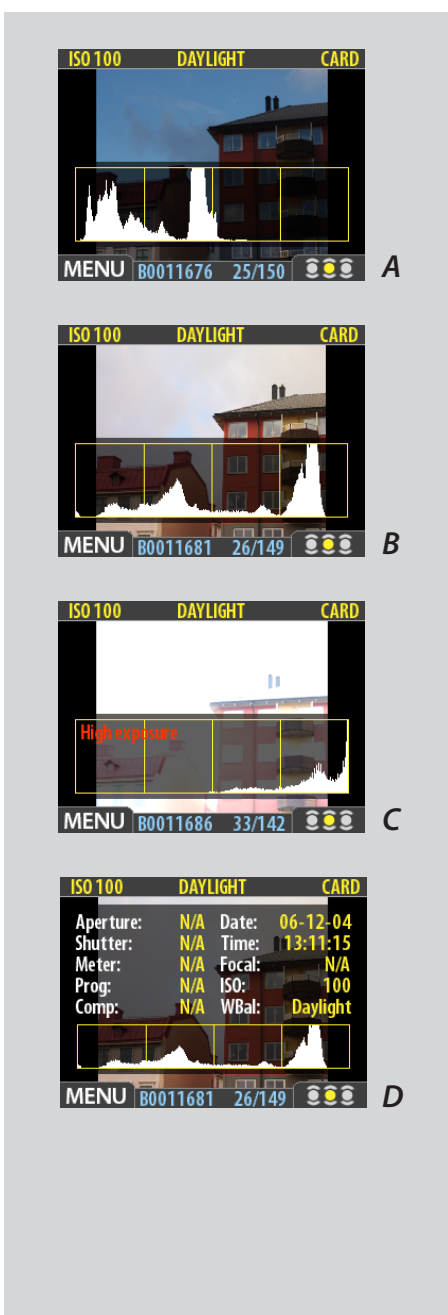 ISO 100 DAYLIGHT CARD
MENU B0011676 25/150
A
ISO 100 DAYLIGHT CARD
MENU B0011681 26/149
B
ISO 100 DAYLIGHT CARD
High exposure
MENU B0011686 33/142
C
ISO 100 DAYLIGHT CARD
Aperture: N/A Date: 06-12-04
Shutter: N/A Time: 13:11:15
Meter: N/A Focal: N/A
Prog: N/A ISO: 100
Comp: N/A WBal: Daylight
MENU B0011681 26/149
D